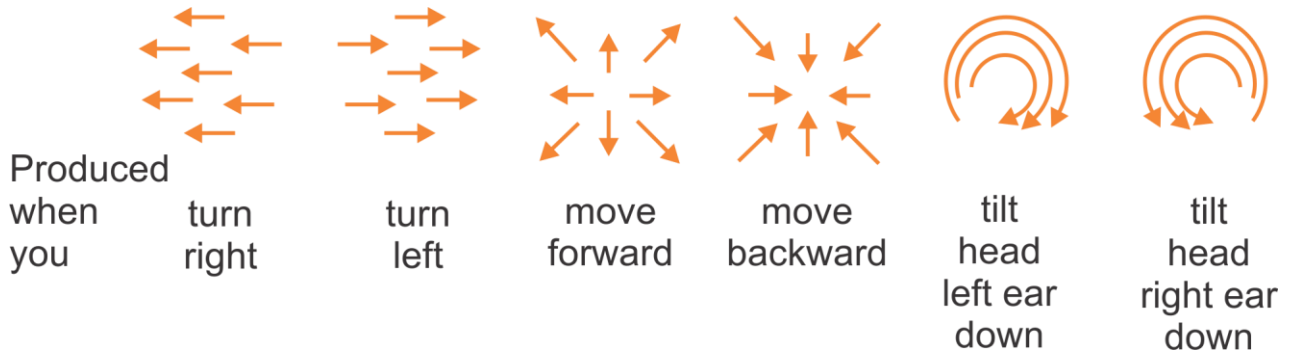 Produced
when
you
turn
right
turn
left
move
forward
move
backward
tilt
head
left ear
down
tilt
head
right ear
down